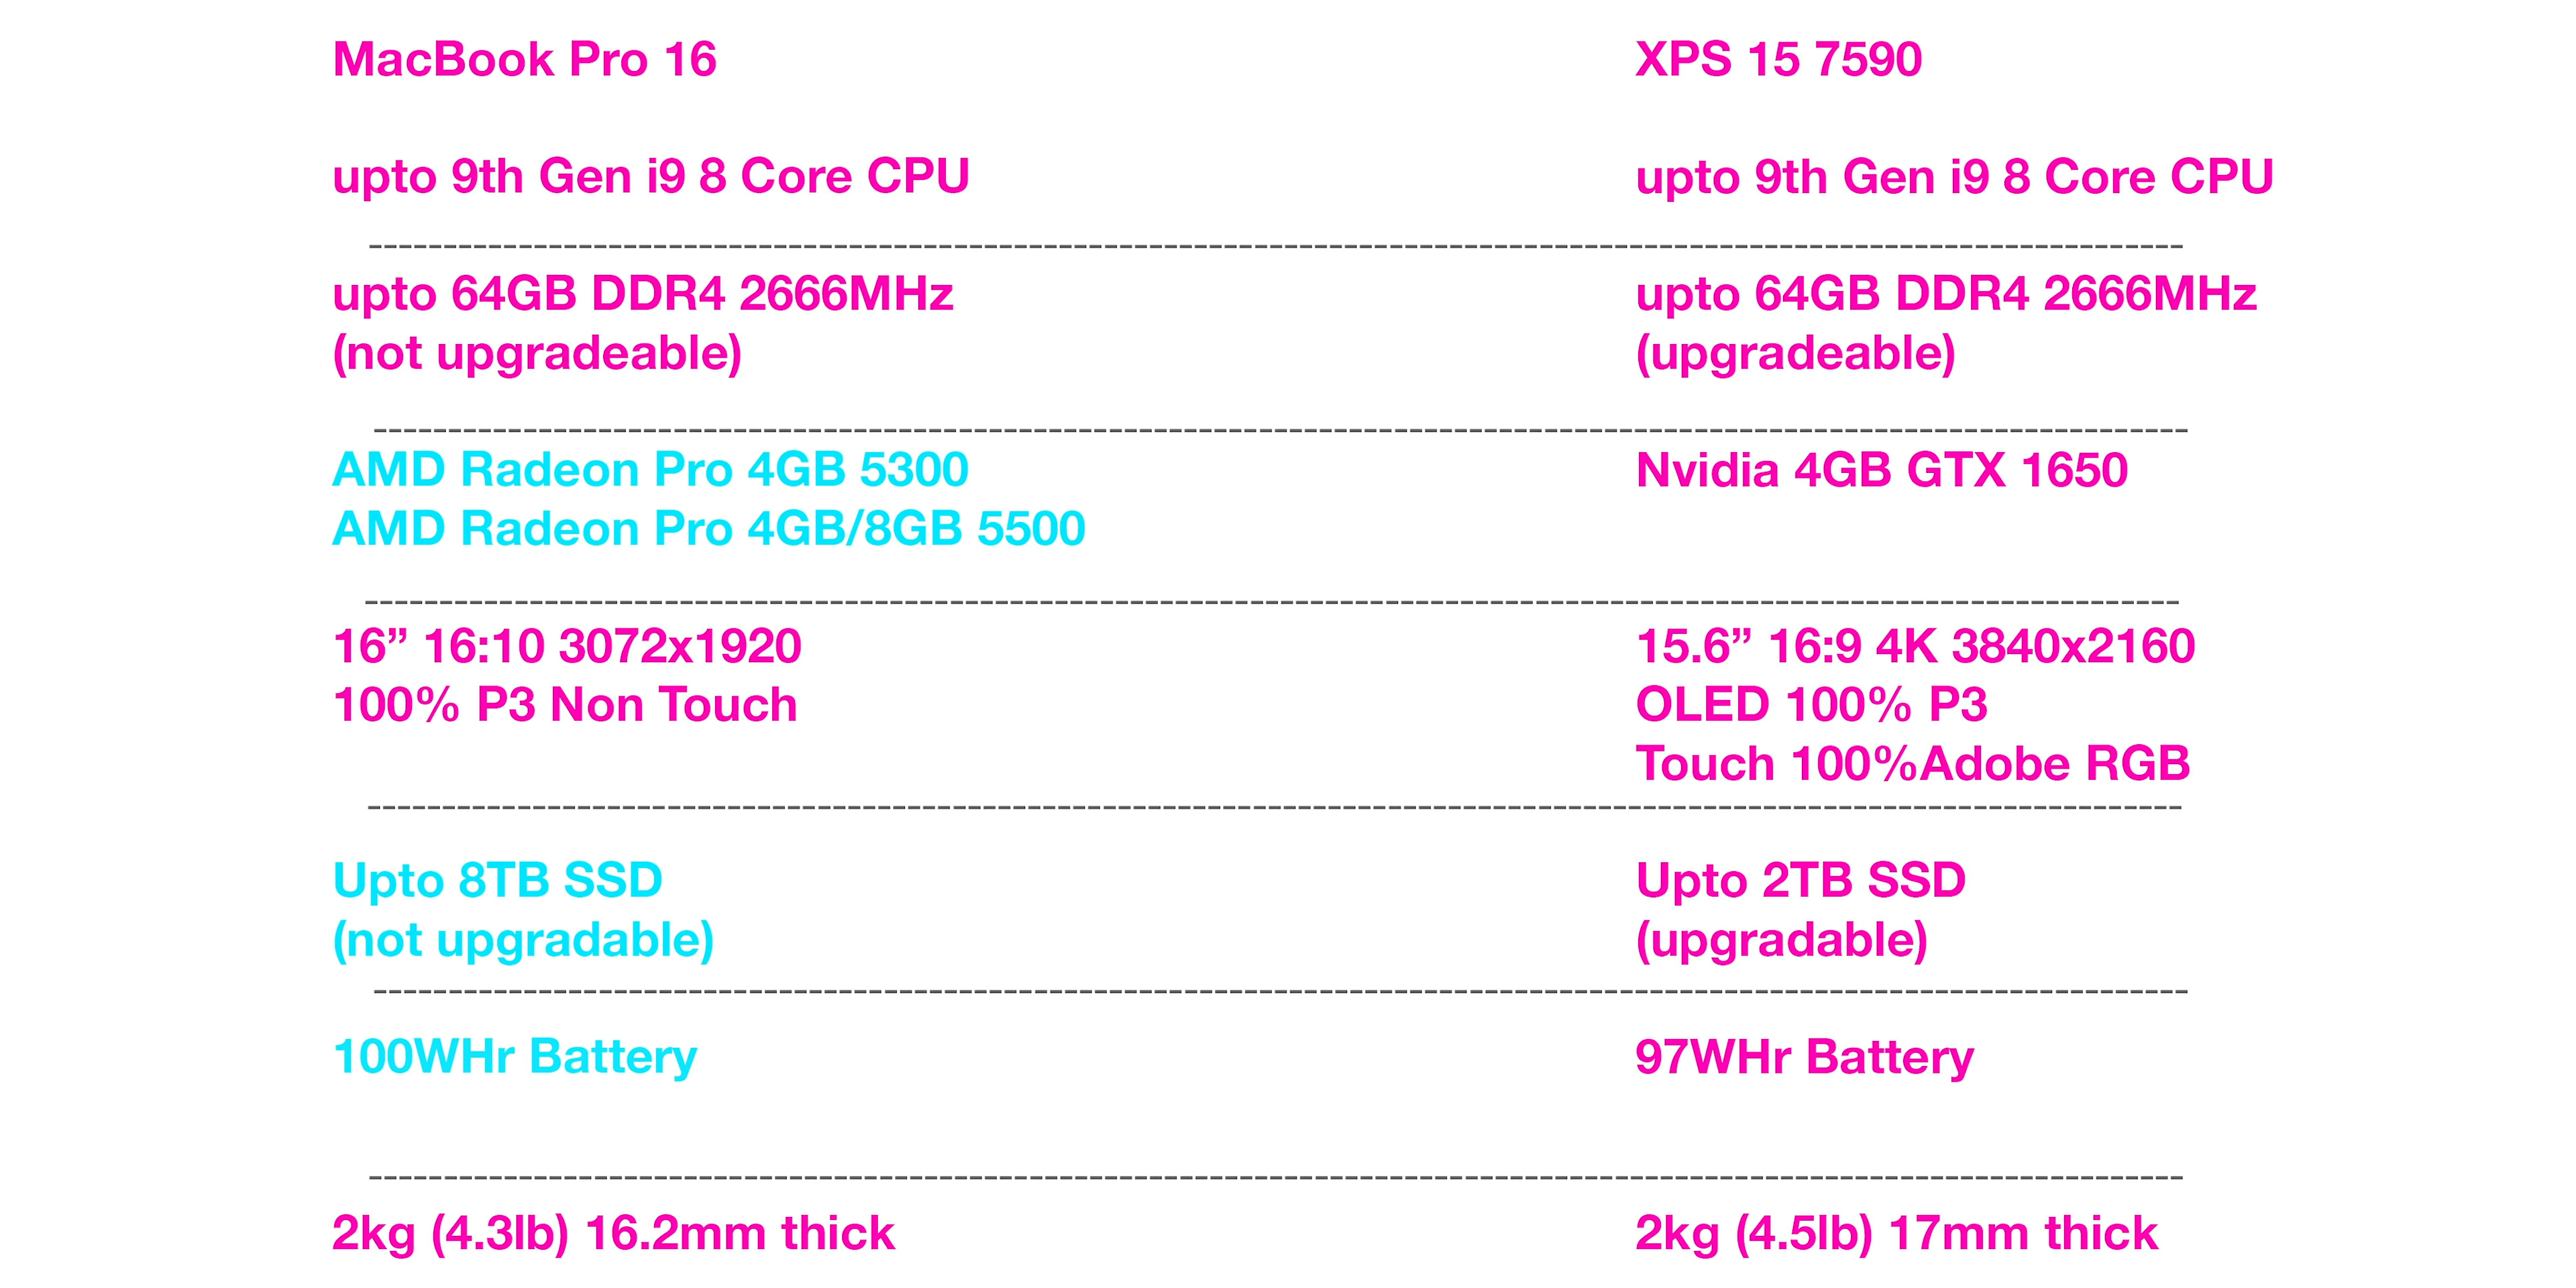 MacBook Pro 16 XPS 15 7590
upto 9th Gen i9 8 Core CPU upto 9th Gen i9 8 Core CPU
upto 64GB DDR4 2666MHz upto 64GB DDR4 2666MHz
(not upgradeable) (upgradeable)
AMD Radeon Pro 4GB 5300 Nvidia 4GB GTX 1650
AMD Radeon Pro 4GB/8GB 5500
16” 16:10 3072x1920 15.6” 16:9 4K 3840x2160
100% P3 Non Touch OLED 100% P3
Touch 100%Adobe RGB
Upto 8TB SSD Upto 2TB SSD
(not upgradable) (upgradable)
100WHr Battery 97WHr Battery
2kg (4.3lb) 16.2mm thick 2kg (4.5lb) 17mm thick